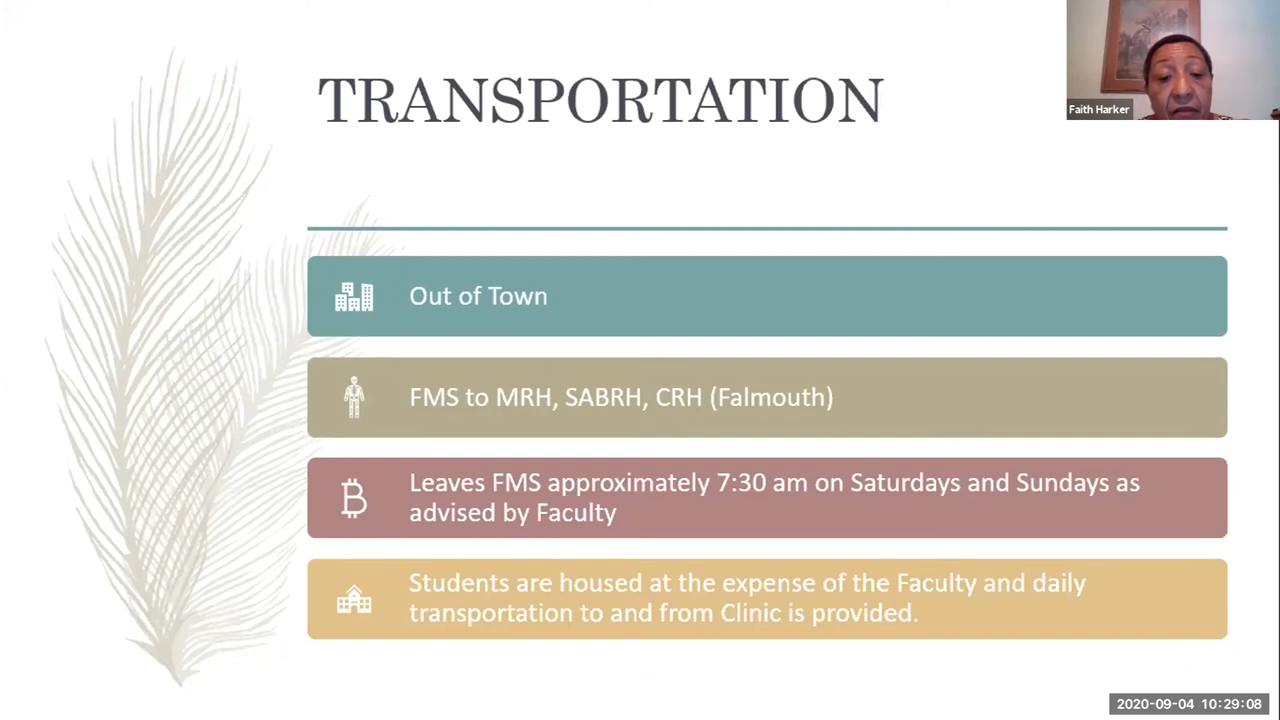 TRANSPORTATION
Faith Harker
Out of Town
FMS to MRH, SABRH, CRH (Falmouth)
Leaves FMS approximately 7:30 am on Saturdays and Sundays as
advised by Faculty
Students are housed at the expense of the Faculty and daily
transportation to and from Clinic is provided.
2020-09-04 10:29:08